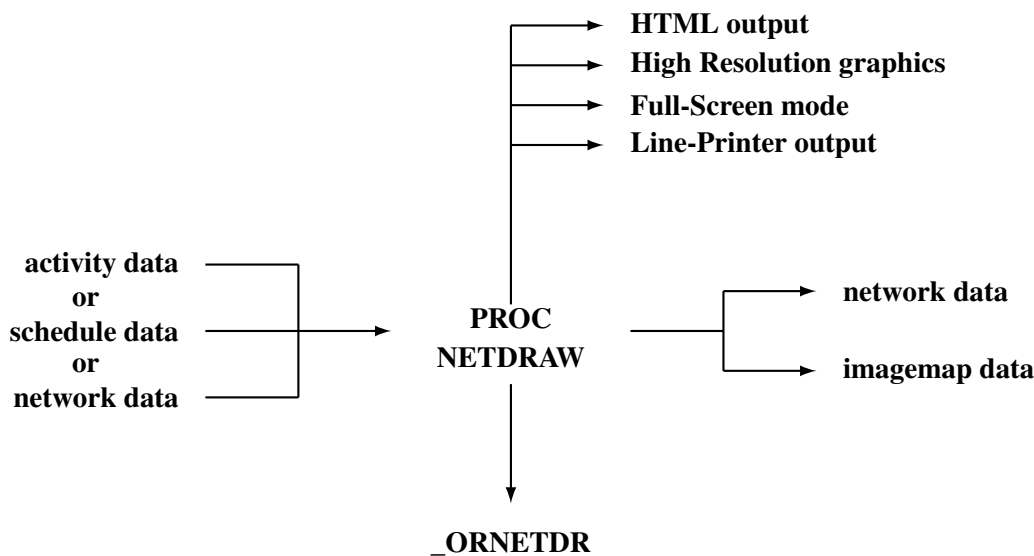 HTML output
High Resolution graphics
Full-Screen mode
Line-Printer output
activity data
or
schedule data
or
network data
PROC
NETDRAW
network data
imagemap data
_ORNETDR